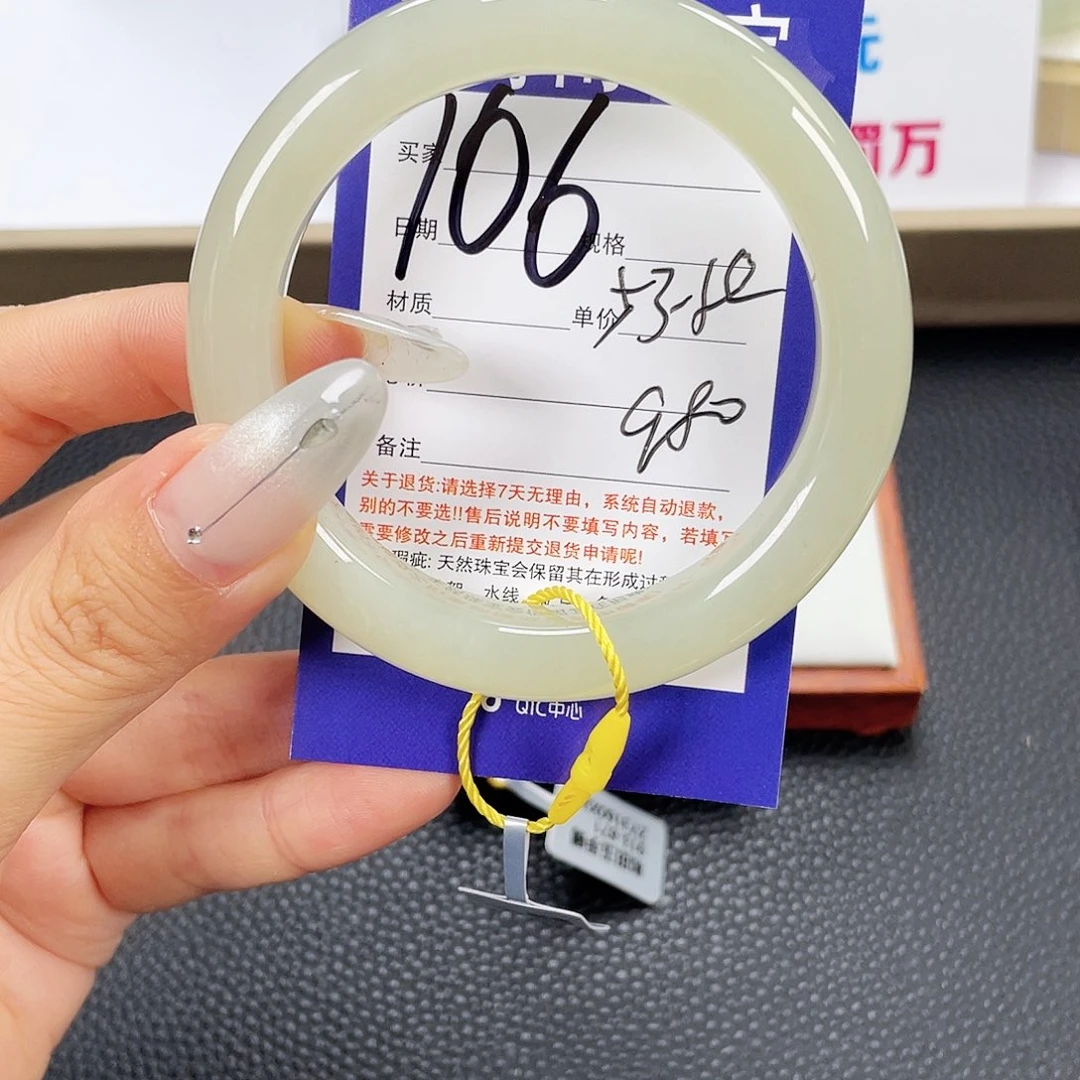 元
万
106
买家
日期 规格
53-8
材质 单价
980
备注
关于退货:请选择7天无理由，系统自动退款，
别的不要选!!售后说明不要填写内容，若填写
需要修改之后重新提交退货申请呢!
瑕疵: 天然珠宝会保留其在形成过程
水线
QIC中心